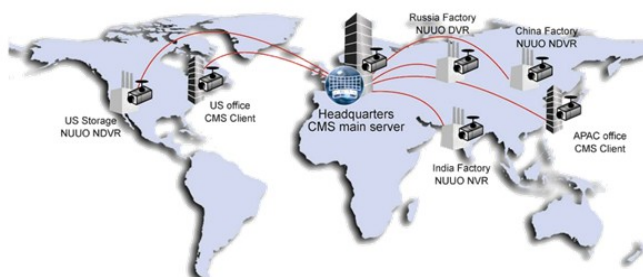 Russia Factory
NUUO DVR
China Factory
NUUO NDVR
US Storage
NUUO NDVR
US office
CMS Client
Headquarters
CMS main server
APAC office
CMS Client
India Factory
NUUO NVR